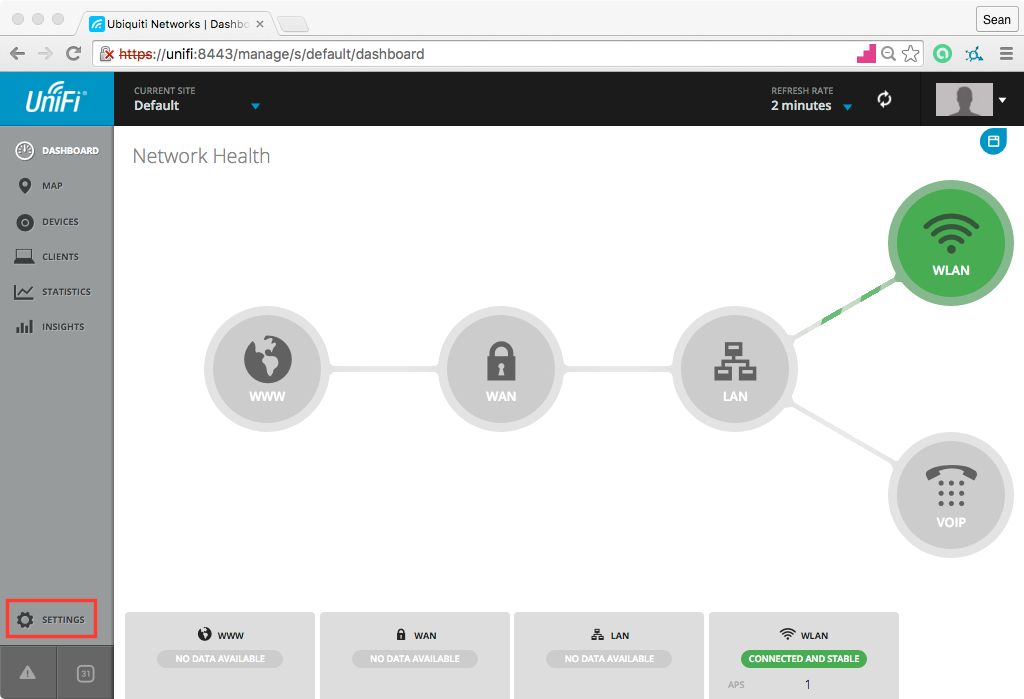 Ubiquiti Networks | Dashbo
Sean
https://unifi:8443/manage/s/default/dashboard
UniFi
CURRENT SITE
Default
REFRESH RATE
2 minutes
DASHBOARD
MAP
DEVICES
CLIENTS
STATISTICS
INSIGHTS
SETTINGS
31
Network Health
WLAN
WWW
WAN
LAN
VOIP
WWW
NO DATA AVAILABLE
WAN
NO DATA AVAILABLE
LAN
NO DATA AVAILABLE
WLAN
CONNECTED AND STABLE
APS 1